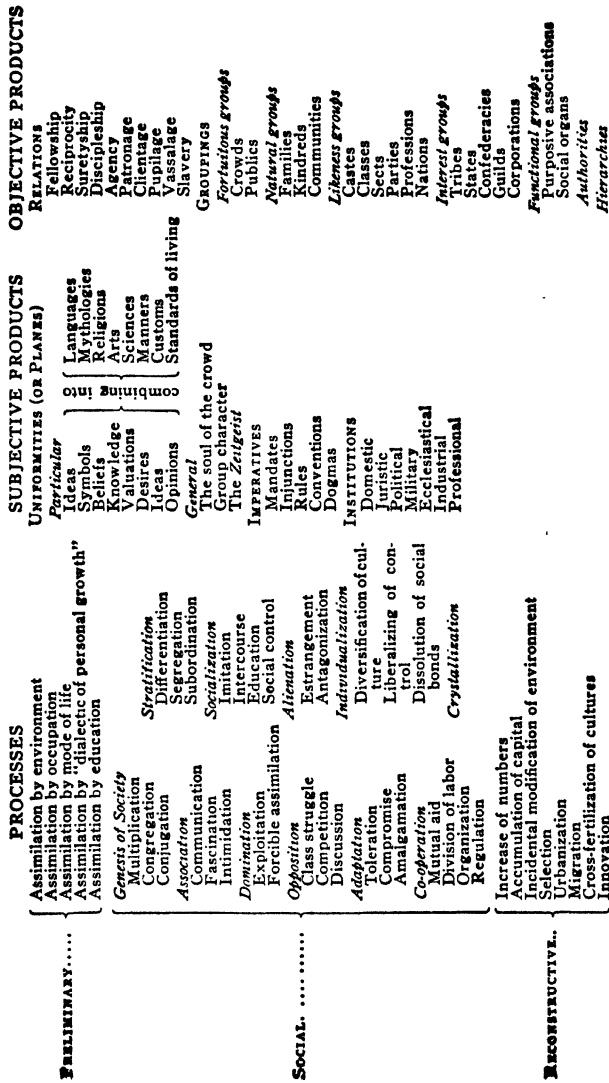 PROCESSES
PRELIMINARY.....
Assimilation by environment
Assimilation by occupation
Assimilation by mode of life
Assimilation by "dialectic of personal growth"
Assimilation by education
SOCIAL. .... ......
Genesis of Society
Multiplication
Congregation
Conjugation
Association
Communication
Fascination
Intimidation
Domination
Exploitation
Forcible assimilation
Opposition
Class struggle
Competition
Discussion
Adaptation
Toleration
Compromise
Amalgamation
Co-operation
Mutual aid
Division of labor
Organization
Regulation
Stratification
Differentiation
Segregation
Subordination
Socialization
Imitation
Intercourse
Education
Social control
Alienation
Estrangement
Antagonization
Individualization
Diversification of cul-
ture
Liberalizing of con-
trol
Dissolution of social
bonds
Crystallization
RECONSTRUCTIVE..
Increase of numbers
Accumulation of capital
Incidental modification of environment
Selection
Urbanization
Migration
Cross-fertilization of cultures
Innovation
SUBJECTIVE PRODUCTS
UNIFORMITIES (OR PLANES)
Particular
Ideas
Symbols
Beliefs
Knowledge
Valuations
Desires
Ideas
Opinions
combining into
Languages
Mythologies
Religions
Arts
Sciences
Manners
Customs
Standards of living
General
The soul of the crowd
Group character
The Zeitgeist
IMPERATIVES
Mandates
Injunctions
Rules
Conventions
Dogmas
INSTITUTIONS
Domestic
Juristic
Political
Military
Ecclesiastical
Industrial
Professional
OBJECTIVE PRODUCTS
RELATIONS
Fellowship
Reciprocity
Suretyship
Discipleship
Agency
Patronage
Clientage
Pupilage
Vassalage
Slavery
GROUPINGS
Fortuitous groups
Crowds
Publics
Natural groups
Families
Kindreds
Communities
Likeness groups
Castes
Classes
Sects
Parties
Professions
Nations
Interest groups
Tribes
States
Confederacies
Guilds
Corporations
Functional groups
Purposive associations
Social organs
Authorities
Hierarchies